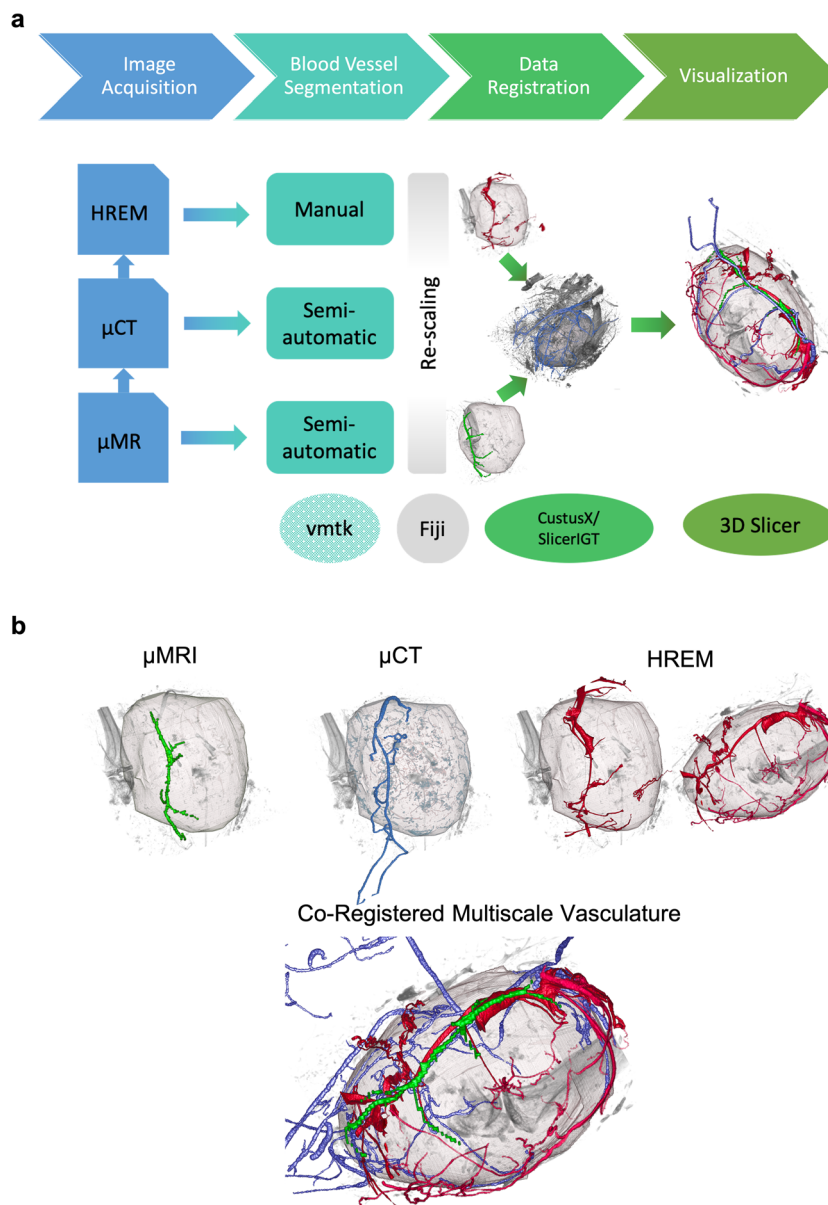 a
Image
Acquisition
Blood Vessel
Segmentation
Data
Registration
Visualization
HREM
Manual
µCT
Semi-
automatic
µMR
Semi-
automatic
Re-scaling
vmtk
Fiji
CustusX/
SlicerIGT
3D Slicer
b
µMRI
µCT
HREM
Co-Registered Multiscale Vasculature